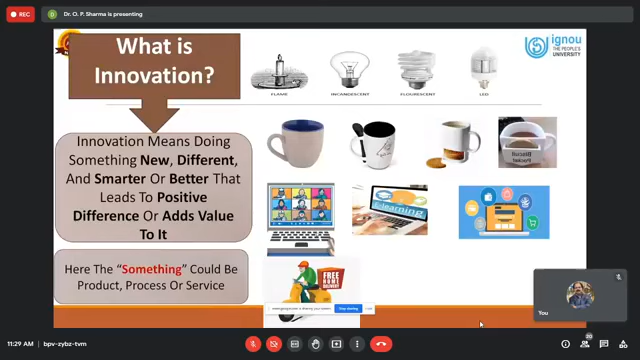 REC
Dr. O. P. Sharma is presenting
What is
Innovation?
ignou
THE PEOPLE'S
UNIVERSITY
FLAME
INCANDESCENT
FLOURESCENT
LED
Innovation Means Doing
Something New, Different,
And Smarter Or Better That
Leads To Positive
Difference Or Adds Value
To It
e-learning
Here The “Something” Could Be
Product, Process Or Service
FREE
HOME
DELIVERY
Stop sharing
You
11:29 AM
bpv-zybz-tvm
20